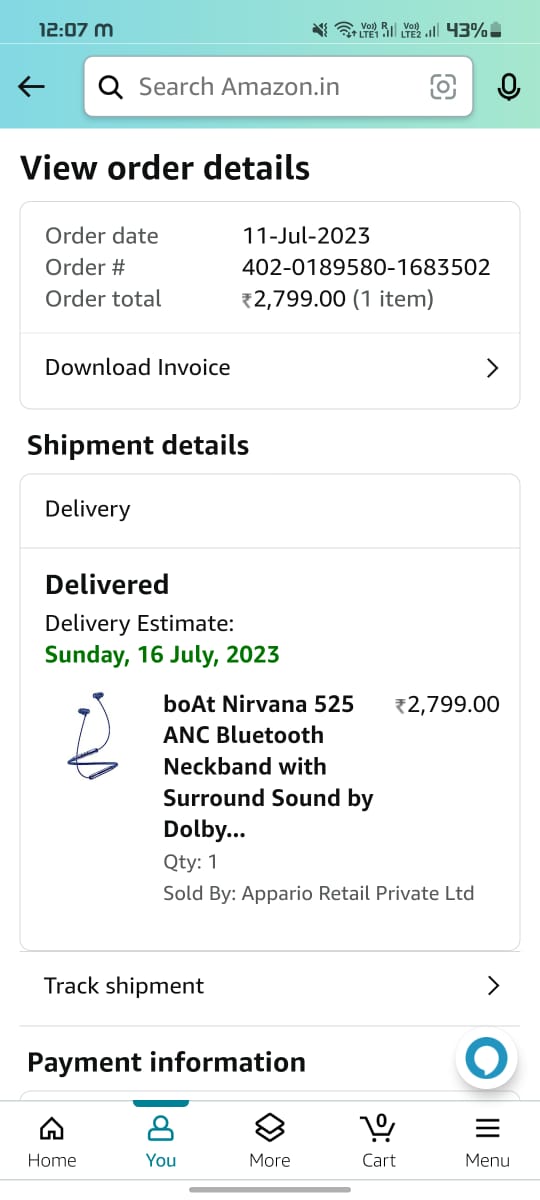 12:07 m
Vo)) R Vo))
LTE1 LTE2 43%
Search Amazon.in
View order details
Order date 11-Jul-2023
Order # 402-0189580-1683502
Order total ₹2,799.00 (1 item)
Download Invoice
Shipment details
Delivery
Delivered
Delivery Estimate:
Sunday, 16 July, 2023
boAt Nirvana 525 ₹2,799.00
ANC Bluetooth
Neckband with
Surround Sound by
Dolby...
Qty: 1
Sold By: Appario Retail Private Ltd
Track shipment
Payment information
0
Home You More Cart Menu